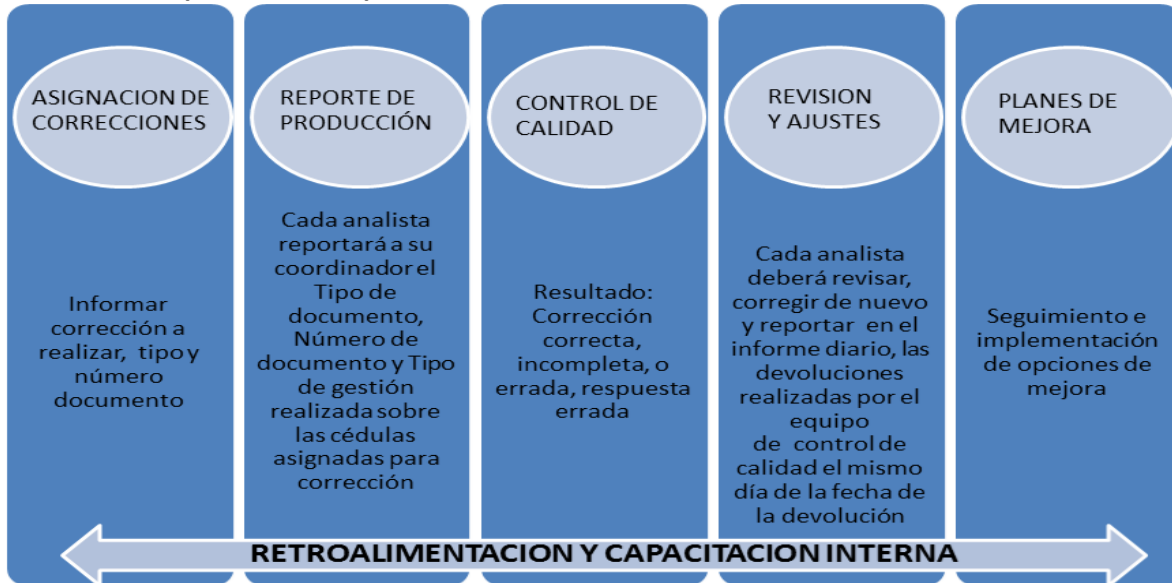 ASIGNACION DE
CORRECCIONES
Informar
corrección a
realizar, tipo y
número
documento
REPORTE DE
PRODUCCIÓN
Cada analista
reportará a su
coordinador el
Tipo de
documento,
Número de
documento y Tipo
de gestión
realizada sobre
las cédulas
asignadas para
corrección
CONTROL DE
CALIDAD
Resultado:
Corrección
correcta,
incompleta, o
errada, respuesta
errada
REVISION
Y AJUSTES
Cada analista
deberá revisar,
corregir de nuevo
y reportar en el
informe diario, las
devoluciones
realizadas por el
equipo
de control de
calidad el mismo
día de la fecha de
la devolución
PLANES DE
MEJORA
Seguimiento e
implementación
de opciones de
mejora
RETROALIMENTACION Y CAPACITACION INTERNA